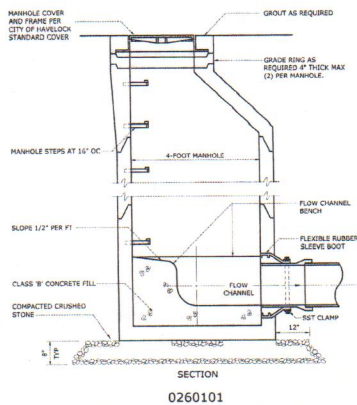 MANHOLE COVER
AND FRAME PER
CITY OF HAVELOCK
STANDARD COVER
GROUT AS REQUIRED
GRADE RING AS
REQUIRED 4" THICK MAX
(2) PER MANHOLE.
MANHOLE STEPS AT 16" OC
4-FOOT MANHOLE
FLOW CHANNEL
BENCH
SLOPE 1/2" PER FT
FLEXIBLE RUBBER
SLEEVE BOOT
CLASS 'B' CONCRETE FILL
FLOW
CHANNEL
COMPACTED CRUSHED
STONE
SST CLAMP
12"
8"
TYP
SECTION
0260101